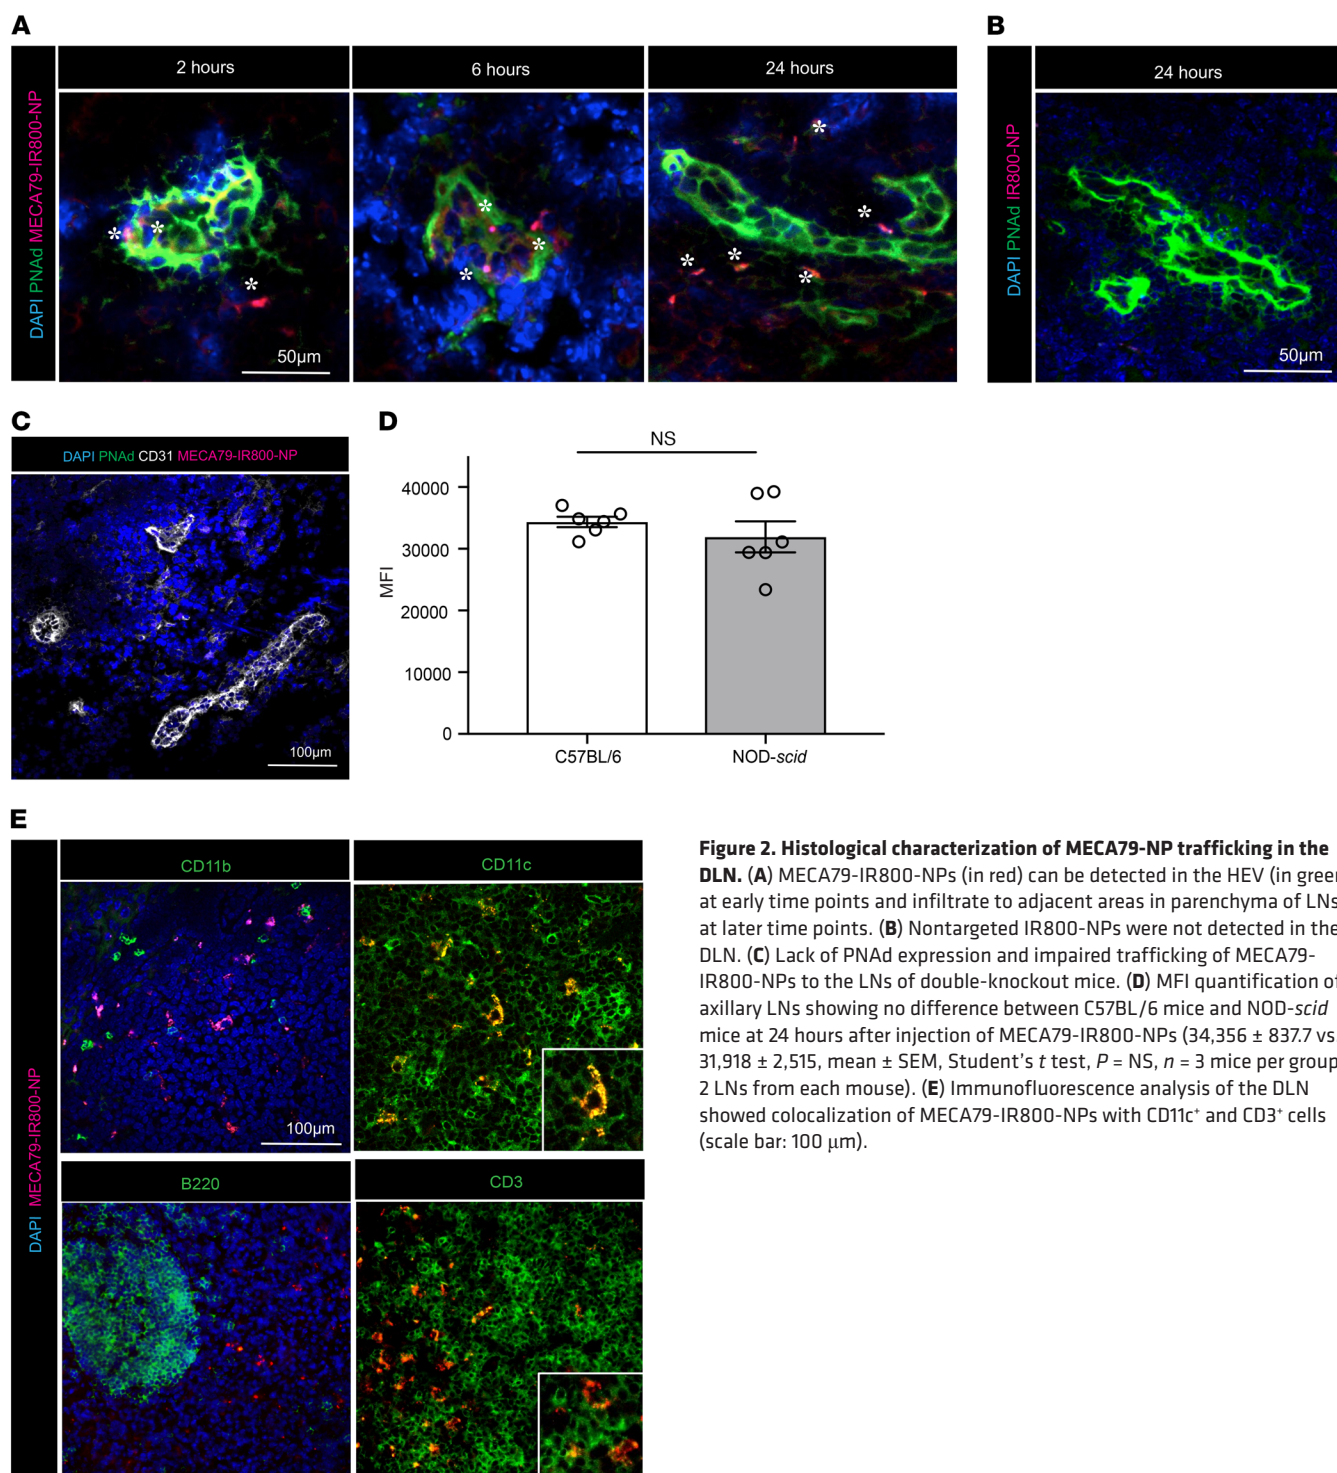 A
B
2 hours
6 hours
24 hours
24 hours
DAPI PNAd MECA79-IR800-NP
DAPI PNAd IR800-NP
*
*
*
*
*
*
*
*
*
*
*
50µm
50µm
C
D
DAPI PNAd CD31 MECA79-IR800-NP
100µm
NS
MFI
40000
30000
20000
10000
0
C57BL/6
NOD-scid
E
DAPI MECA79-IR800-NP
CD11b
CD11c
100µm
B220
CD3
Figure 2. Histological characterization of MECA79-NP trafficking in the
DLN. (A) MECA79-IR800-NPs (in red) can be detected in the HEV (in green
at early time points and infiltrate to adjacent areas in parenchyma of LNs
at later time points. (B) Nontargeted IR800-NPs were not detected in the
DLN. (C) Lack of PNAd expression and impaired trafficking of MECA79-
IR800-NPs to the LNs of double-knockout mice. (D) MFI quantification of
axillary LNs showing no difference between C57BL/6 mice and NOD-scid
mice at 24 hours after injection of MECA79-IR800-NPs (34,356 ± 837.7 vs.
31,918 ± 2,515, mean ± SEM, Student's t test, P = NS, n = 3 mice per group
2 LNs from each mouse). (E) Immunofluorescence analysis of the DLN
showed colocalization of MECA79-IR800-NPs with CD11c⁺ and CD3⁺ cells
(scale bar: 100 μm).